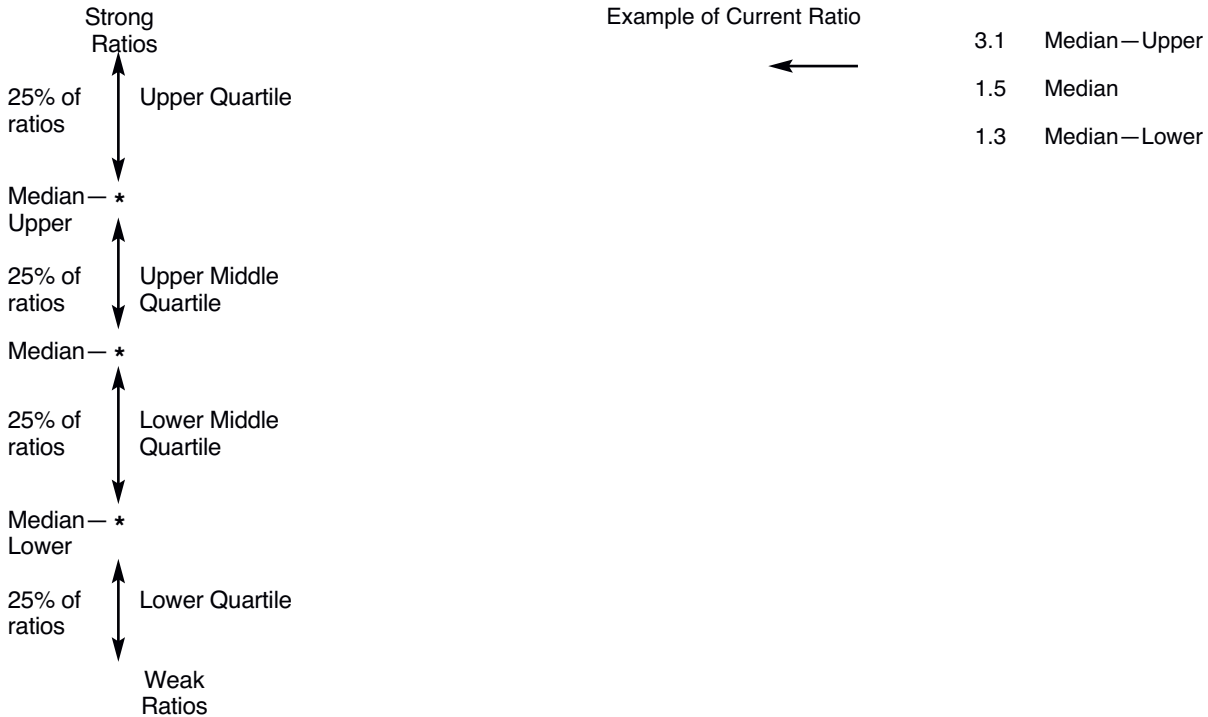 Strong
Ratios
25% of
ratios
Upper Quartile
Median— *
Upper
25% of
ratios
Upper Middle
Quartile
Median— *
25% of
ratios
Lower Middle
Quartile
Median— *
Lower
25% of
ratios
Lower Quartile
Weak
Ratios
Example of Current Ratio
3.1 Median—Upper
1.5 Median
1.3 Median—Lower